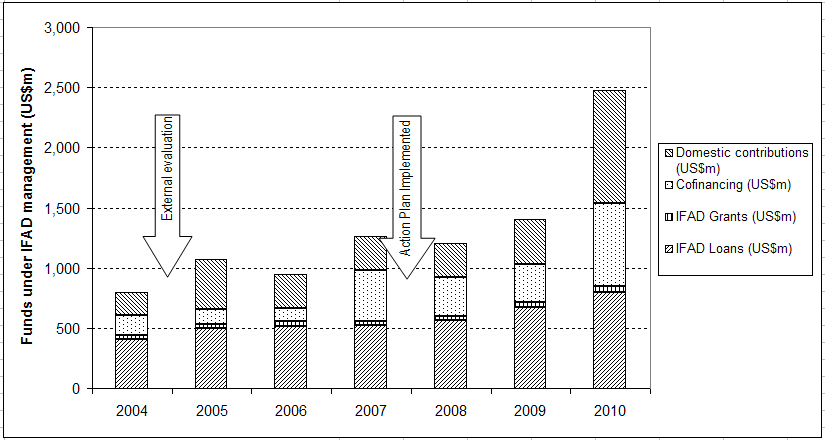 3,000
2,500
2,000
1,500
1,000
500
0
Funds under IFAD management (US$m)
External evaluation
Action Plan Implemented
2004 2005 2006 2007 2008 2009 2010
Domestic contributions
(US$m)
Cofinancing (US$m)
IFAD Grants (US$m)
IFAD Loans (US$m)